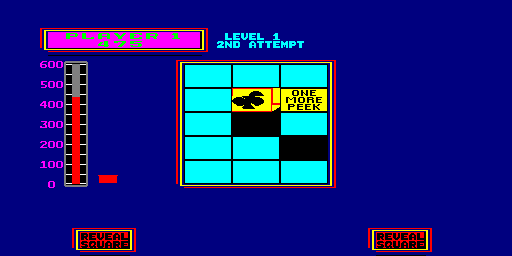 PLAYER 1
475
LEVEL 1
2ND ATTEMPT
600
500
400
300
200
100
0
ONE
MORE
PEEK
REVEAL
SQUARE
REVEAL
SQUARE